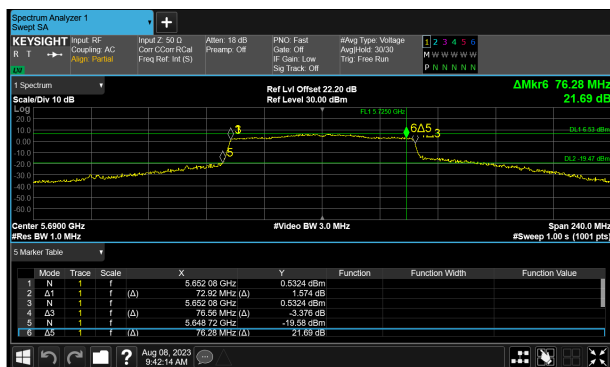 Spectrum Analyzer 1
Swept SA
+
KEYSIGHT Input: RF Input Z: 50 Ω Atten: 18 dB PNO: Fast #Avg Type: Voltage 1 2 3 4 5 6
R T Coupling: AC Corr CCorr RCal Preamp: Off Gate: Off Avg|Hold: 30/30 M W W W W W
Align: Partial Freq Ref: Int (S) IF Gain: Low Trig: Free Run P N N N N N
Sig Track: Off
1 Spectrum Ref Lvl Offset 22.20 dB ΔMkr6 76.28 MHz
Scale/Div 10 dB Ref Level 30.00 dBm 21.69 dB
Log
FL1 5.7250 GHz
20.0
10.0 DL1 6.53 dBm
0.00
-10.0
-20.0 DL2 -19.47 dBm
-30.0
-40.0
-50.0
-60.0
6Δ5
3
5
Center 5.6900 GHz #Video BW 3.0 MHz Span 240.0 MHz
#Res BW 1.0 MHz #Sweep 1.00 s (1001 pts)
5 Marker Table
Mode Trace Scale X Y Function Function Width Function Value
1 N 1 f 5.652 08 GHz 0.5324 dBm
2 Δ1 1 f (Δ) 72.92 MHz (Δ) 1.574 dB
3 N 1 f 5.652 08 GHz 0.5324 dBm
4 Δ3 1 f (Δ) 76.56 MHz (Δ) -3.376 dB
5 N 1 f 5.648 72 GHz -19.58 dBm
6 Δ5 1 f (Δ) 76.28 MHz (Δ) 21.69 dB
? Aug 08, 2023
9:42:14 AM